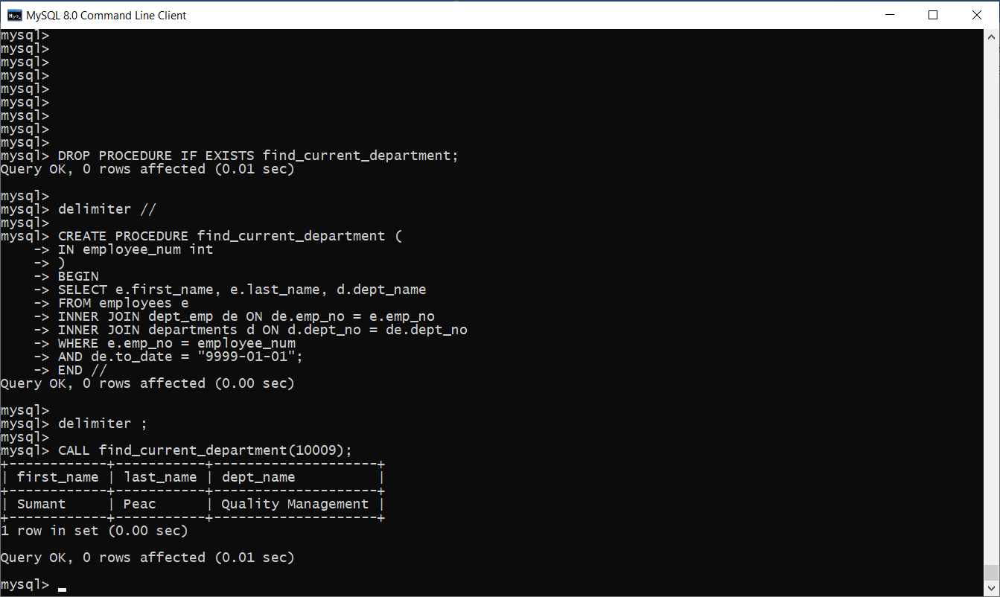 MySQL 8.0 Command Line Client
mysql>
mysql>
mysql>
mysql>
mysql>
mysql>
mysql>
mysql>
mysql>
mysql> DROP PROCEDURE IF EXISTS find_current_department;
Query OK, 0 rows affected (0.01 sec)

mysql>
mysql> delimiter //
mysql>
mysql> CREATE PROCEDURE find_current_department (
    -> IN employee_num int
    -> )
    -> BEGIN
    -> SELECT e.first_name, e.last_name, d.dept_name
    -> FROM employees e
    -> INNER JOIN dept_emp de ON de.emp_no = e.emp_no
    -> INNER JOIN departments d ON d.dept_no = de.dept_no
    -> WHERE e.emp_no = employee_num
    -> AND de.to_date = "9999-01-01";
    -> END //
Query OK, 0 rows affected (0.00 sec)

mysql>
mysql> delimiter ;
mysql>
mysql> CALL find_current_department(10009);
+------------+-----------+--------------------+
| first_name | last_name | dept_name          |
+------------+-----------+--------------------+
| Sumant     | Peac      | Quality Management |
+------------+-----------+--------------------+
1 row in set (0.00 sec)

Query OK, 0 rows affected (0.01 sec)

mysql>